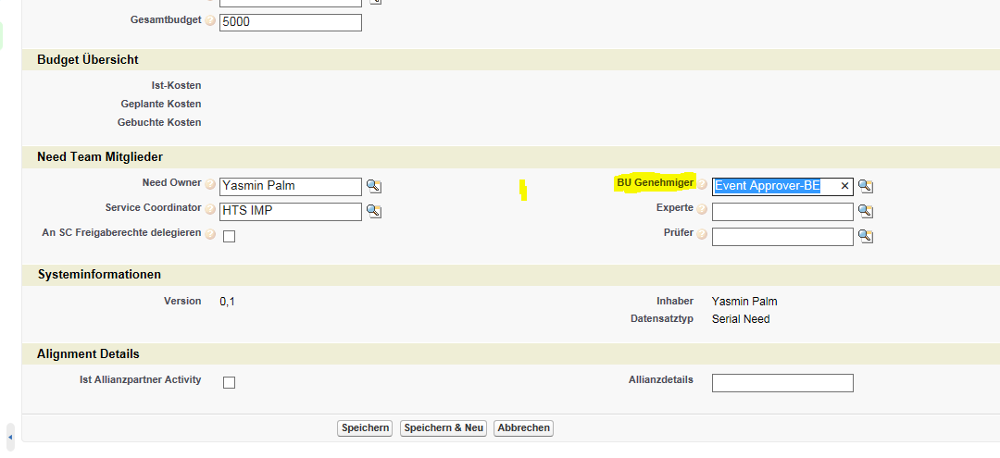 Gesamtbudget ? 5000
Budget Übersicht
Ist-Kosten
Geplante Kosten
Gebuchte Kosten
Need Team Mitglieder
Need Owner ? Yasmin Palm BU Genehmiger ? Event Approver-BE ×
Service Coordinator ? HTS IMP Experte ?
An SC Freigaberechte delegieren ? Prüfer ?
Systeminformationen
Version 0,1 Inhaber Yasmin Palm
Datensatztyp Serial Need
Alignment Details
Ist Allianzpartner Activity Allianzdetails
Speichern Speichern & Neu Abbrechen